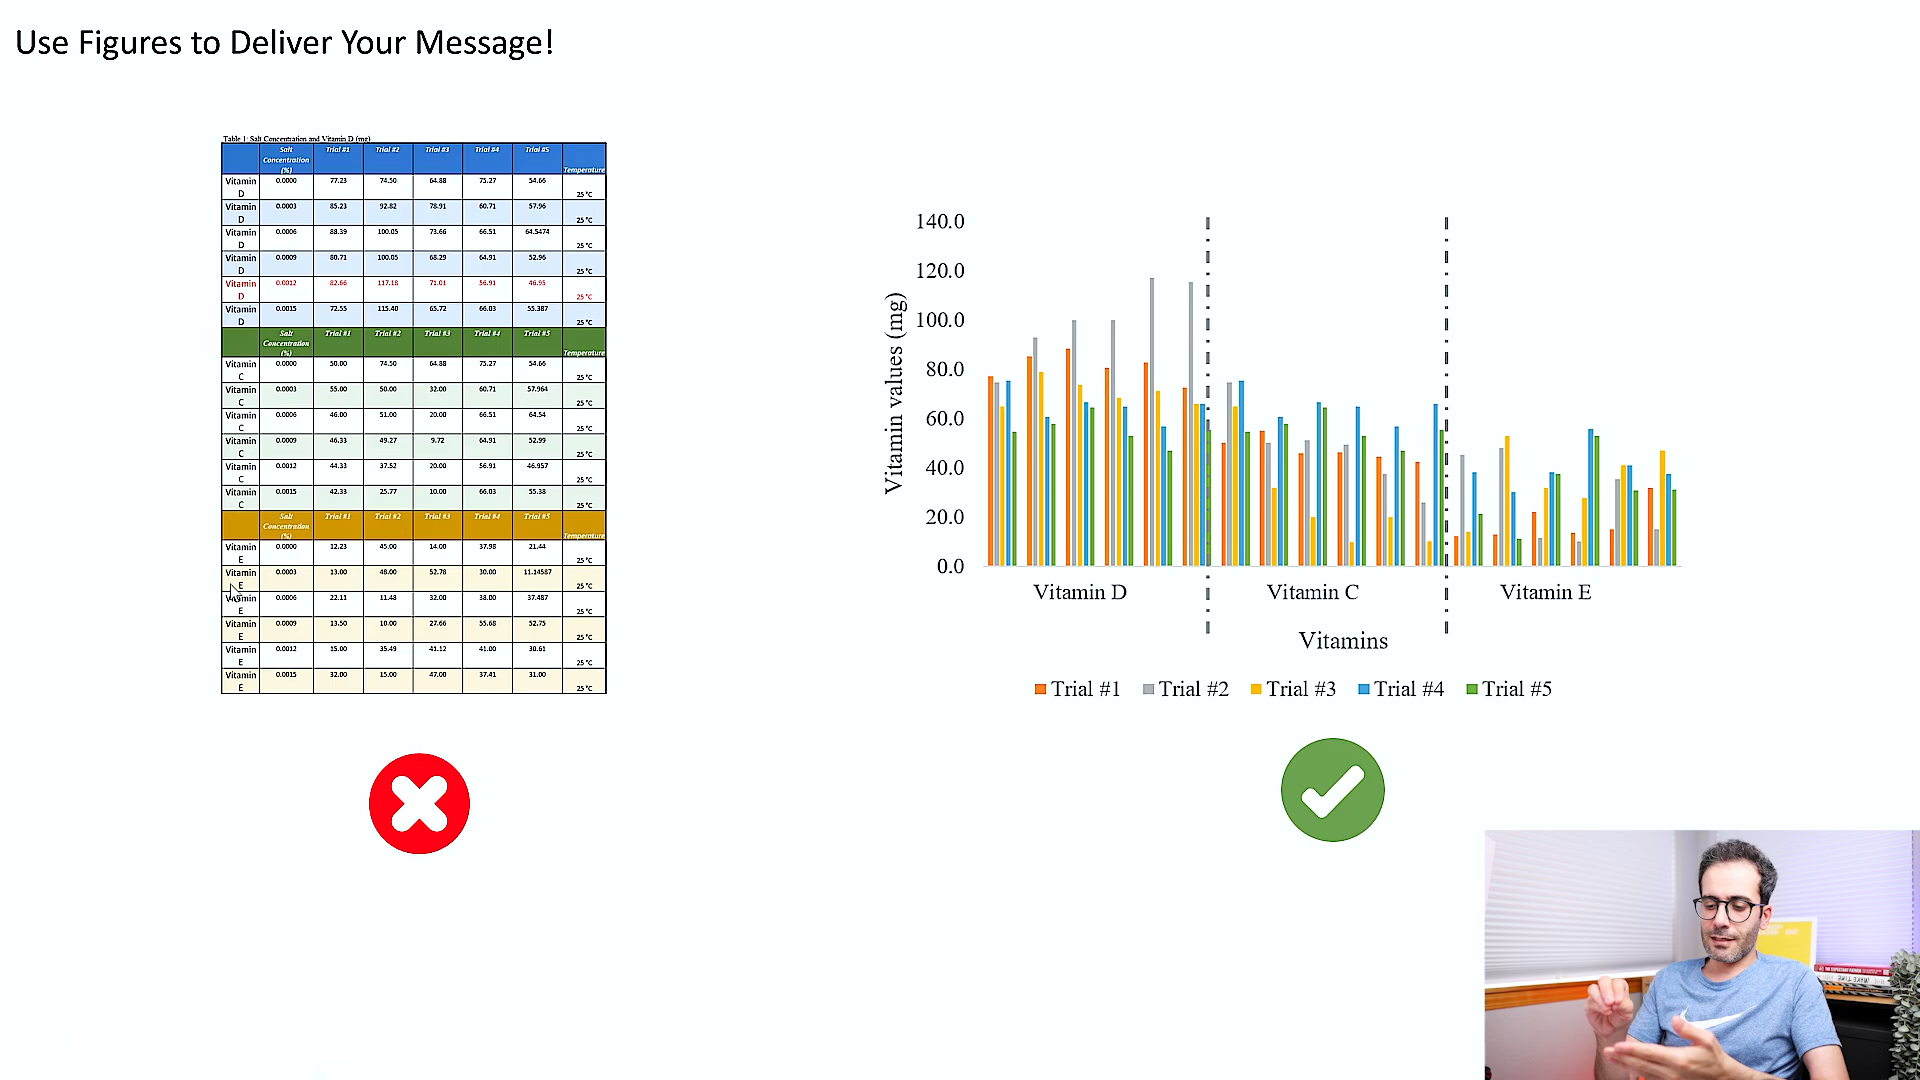 Use Figures to Deliver Your Message!
Table 1: Salt Concentration and Vitamin D (mg)
Salt Concentration (%) Trial #1 Trial #2 Trial #3 Trial #4 Trial #5 Temperature
Vitamin D 0.0000 77.23 74.50 64.88 75.27 54.66 25 °C
Vitamin D 0.0003 85.23 92.82 78.91 60.71 57.96 25 °C
Vitamin D 0.0006 88.39 100.05 73.66 66.51 64.5474 25 °C
Vitamin D 0.0009 80.71 100.05 68.29 64.91 52.96 25 °C
Vitamin D 0.0012 82.66 117.18 71.01 56.91 46.95 25 °C
Vitamin D 0.0015 72.55 115.40 65.72 66.03 55.387 25 °C
Salt Concentration (%) Trial #1 Trial #2 Trial #3 Trial #4 Trial #5 Temperature
Vitamin C 0.0000 50.00 74.50 64.88 75.27 54.66 25 °C
Vitamin C 0.0003 55.00 50.00 32.00 60.71 57.964 25 °C
Vitamin C 0.0006 46.00 51.00 20.00 66.51 64.54 25 °C
Vitamin C 0.0009 46.33 49.27 9.72 64.91 52.99 25 °C
Vitamin C 0.0012 44.33 37.52 20.00 56.91 46.957 25 °C
Vitamin C 0.0015 42.33 25.77 10.00 66.03 55.38 25 °C
Salt Concentration (%) Trial #1 Trial #2 Trial #3 Trial #4 Trial #5 Temperature
Vitamin E 0.0000 12.23 45.00 14.00 37.98 21.44 25 °C
Vitamin E 0.0003 13.00 48.00 52.78 30.00 11.14587 25 °C
Vitamin E 0.0006 22.11 11.48 32.00 38.00 37.487 25 °C
Vitamin E 0.0009 13.50 10.00 27.66 55.68 52.75 25 °C
Vitamin E 0.0012 15.00 35.49 41.12 41.00 30.61 25 °C
Vitamin E 0.0015 32.00 15.00 47.00 37.41 31.00 25 °C
Vitamin values (mg)
140.0
120.0
100.0
80.0
60.0
40.0
20.0
0.0
Vitamin D Vitamin C Vitamin E
Vitamins
Trial #1 Trial #2 Trial #3 Trial #4 Trial #5
THE EXPECTANT FATHER
MAKE TIME